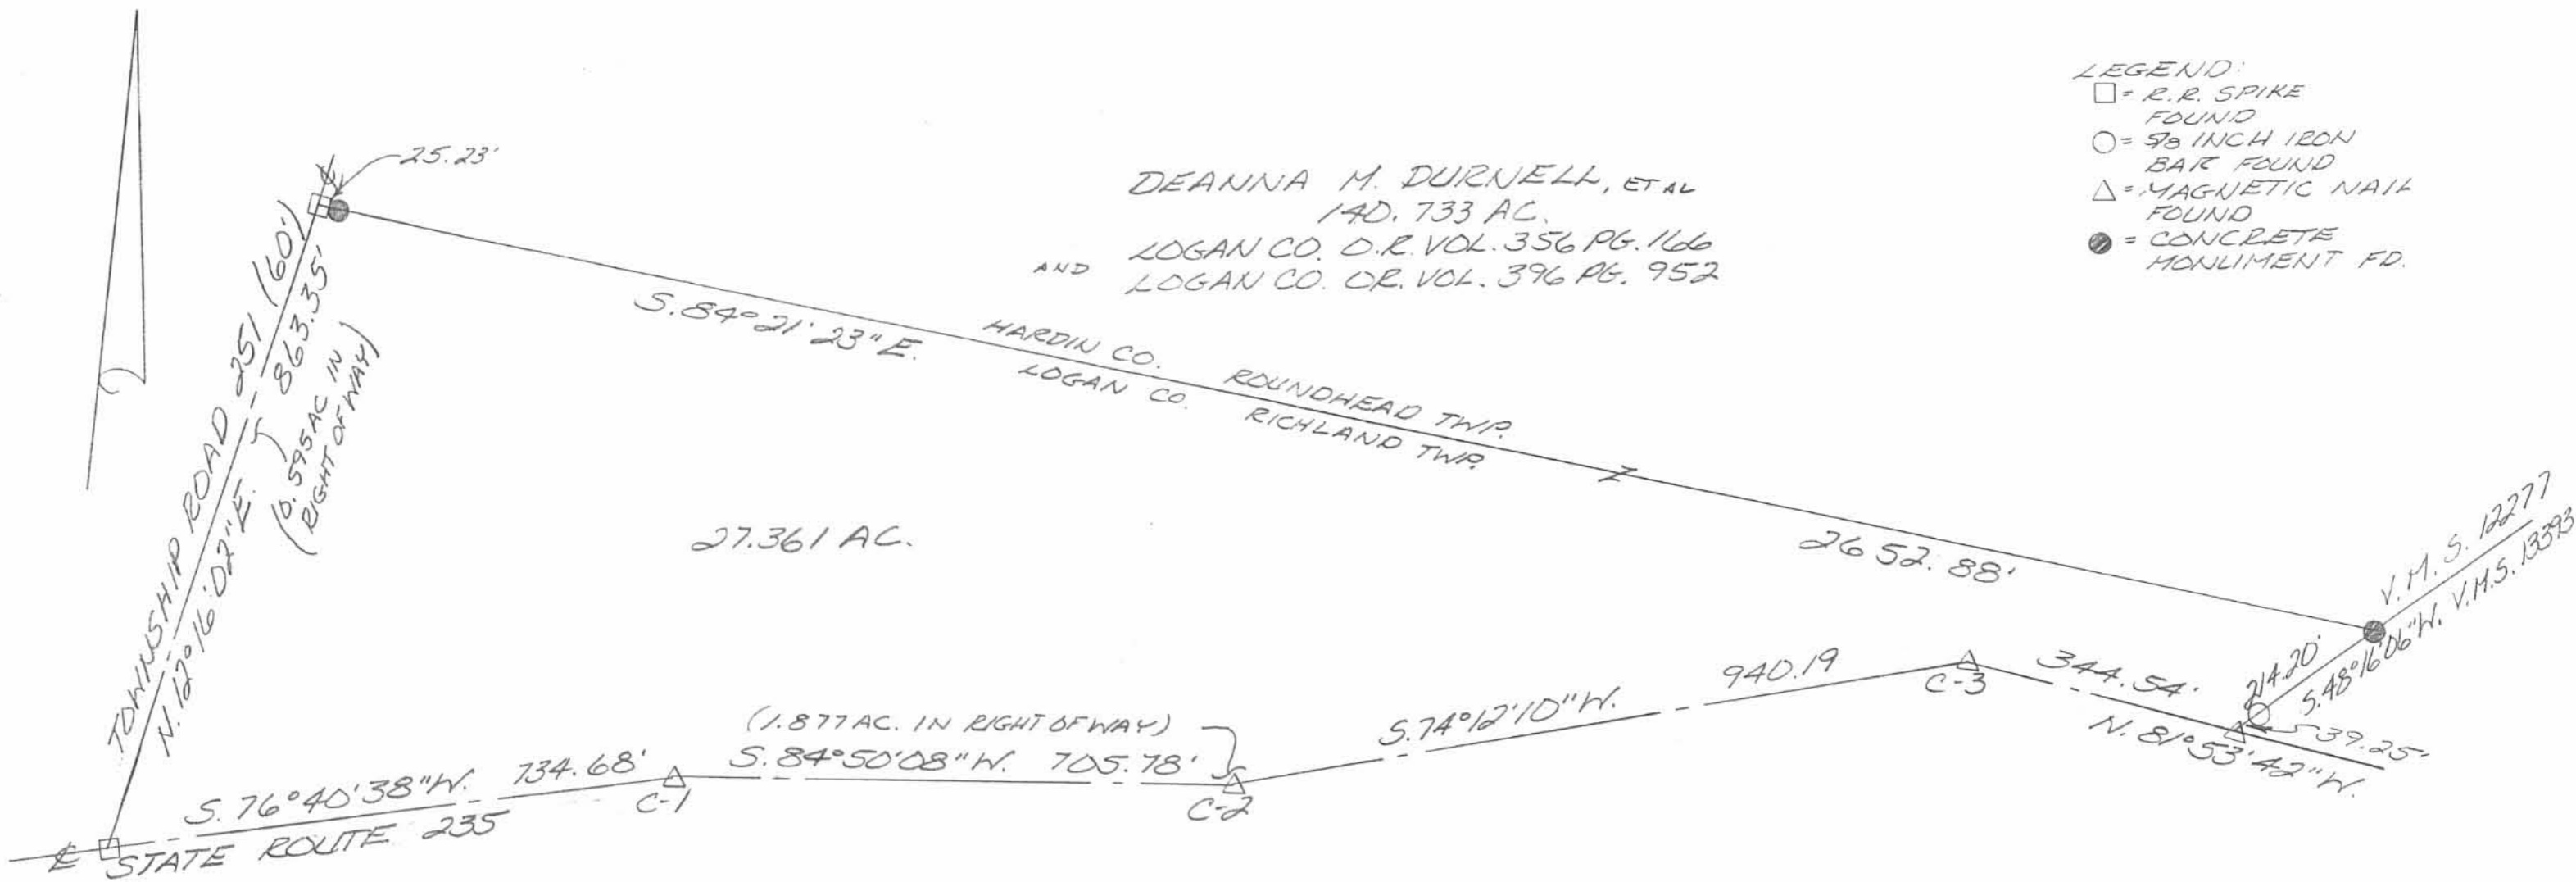 LEGEND:
□ = R.R. SPIKE
FOUND
○ = 5/8 INCH IRON
BAR FOUND
△ = MAGNETIC NAIL
FOUND
● = CONCRETE
MONUMENT FD.
25.23'
DEANNA M. DURNELL, ET AL
140.733 AC.
LOGAN CO. O.R. VOL. 356 PG. 166
AND LOGAN CO. OR. VOL. 396 PG. 952
TOWNSHIP ROAD 251 (60')
N. 12°16'02" E. 863.35'
(0.595 AC IN
RIGHT OF WAY)
S. 84°21'23" E.
HARDIN CO. ROUNDHEAD TWP.
LOGAN CO. RICHLAND TWP.
Z
2652.88'
27.361 AC.
V.M.S. 12277
V.M.S. 13393
S. 48°16'06" W.
214.20'
39.25'
344.54'
N. 81°53'42" W.
C-3
940.19
S. 74°12'10" W.
(1.877 AC. IN RIGHT OF WAY)
S. 84°50'08" W. 705.78'
C-2
C-1
S. 76°40'38" W. 734.68'
℄ STATE ROUTE 235
℄